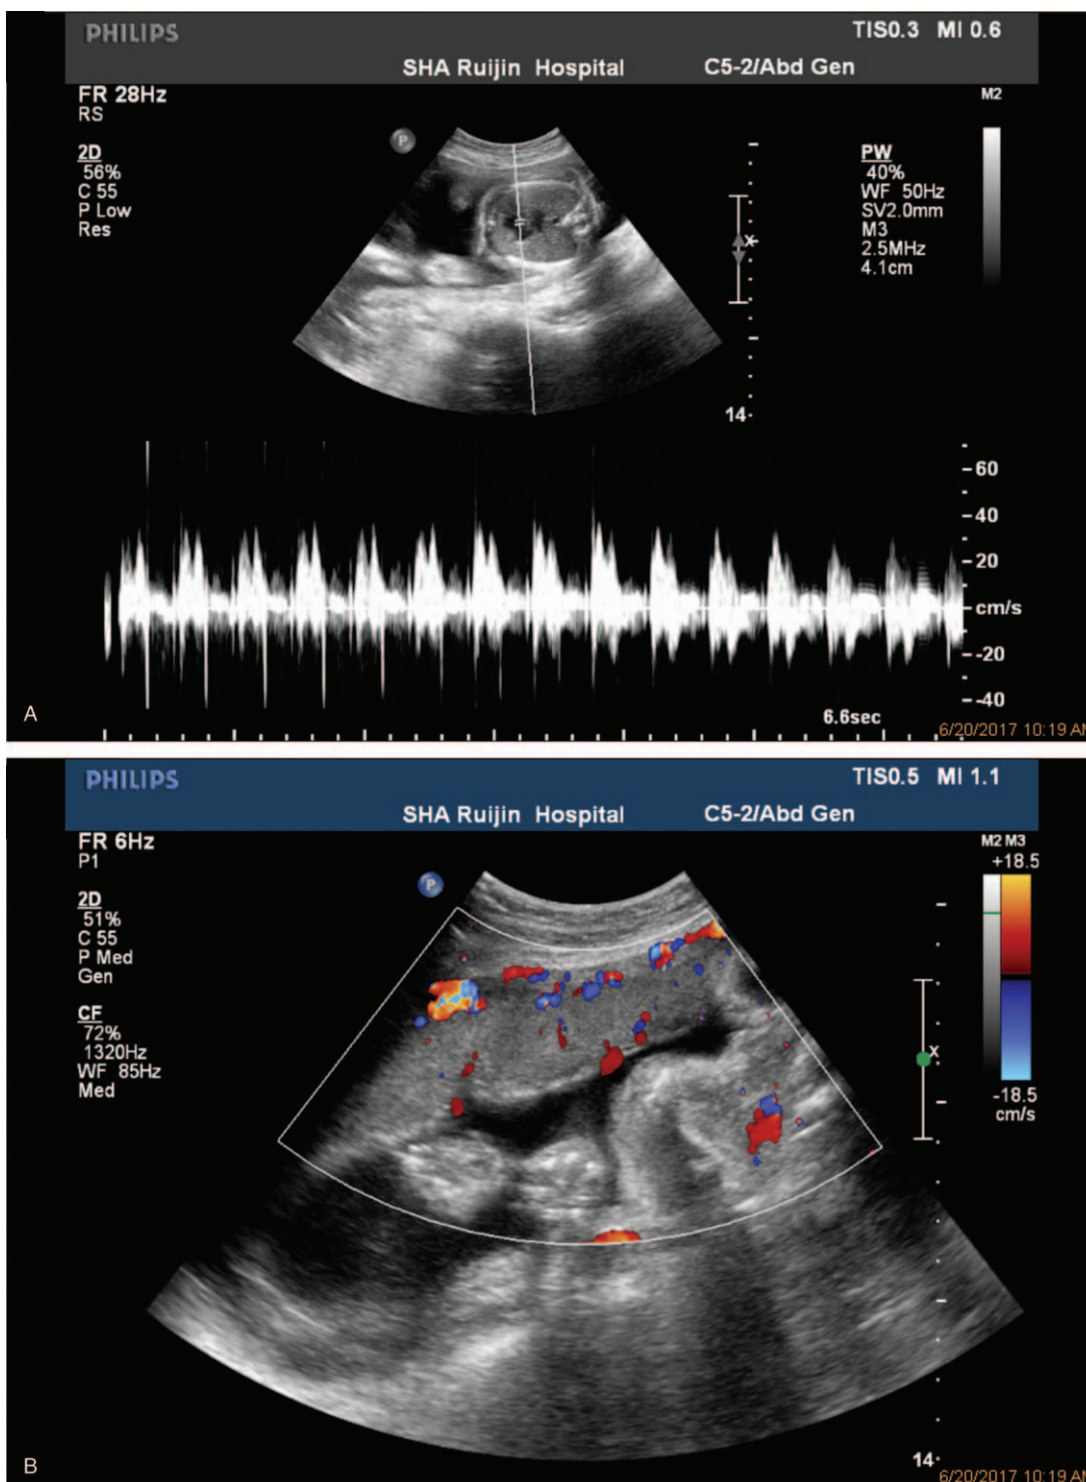 PHILIPS
TIS0.3 MI 0.6
SHA Ruijin Hospital C5-2/Abd Gen
FR 28Hz
RS
M2
2D
56%
C 55
P Low
Res
P
PW
40%
WF 50Hz
SV2.0mm
M3
2.5MHz
4.1cm
X
14
60
40
20
cm/s
-20
-40
6.6sec
A
6/20/2017 10:19 AM
PHILIPS
TIS0.5 MI 1.1
SHA Ruijin Hospital C5-2/Abd Gen
FR 6Hz
P1
M2 M3
+18.5
2D
51%
C 55
P Med
Gen
P
CF
72%
1320Hz
WF 85Hz
Med
X
-18.5
cm/s
14
B
6/20/2017 10:19 AM